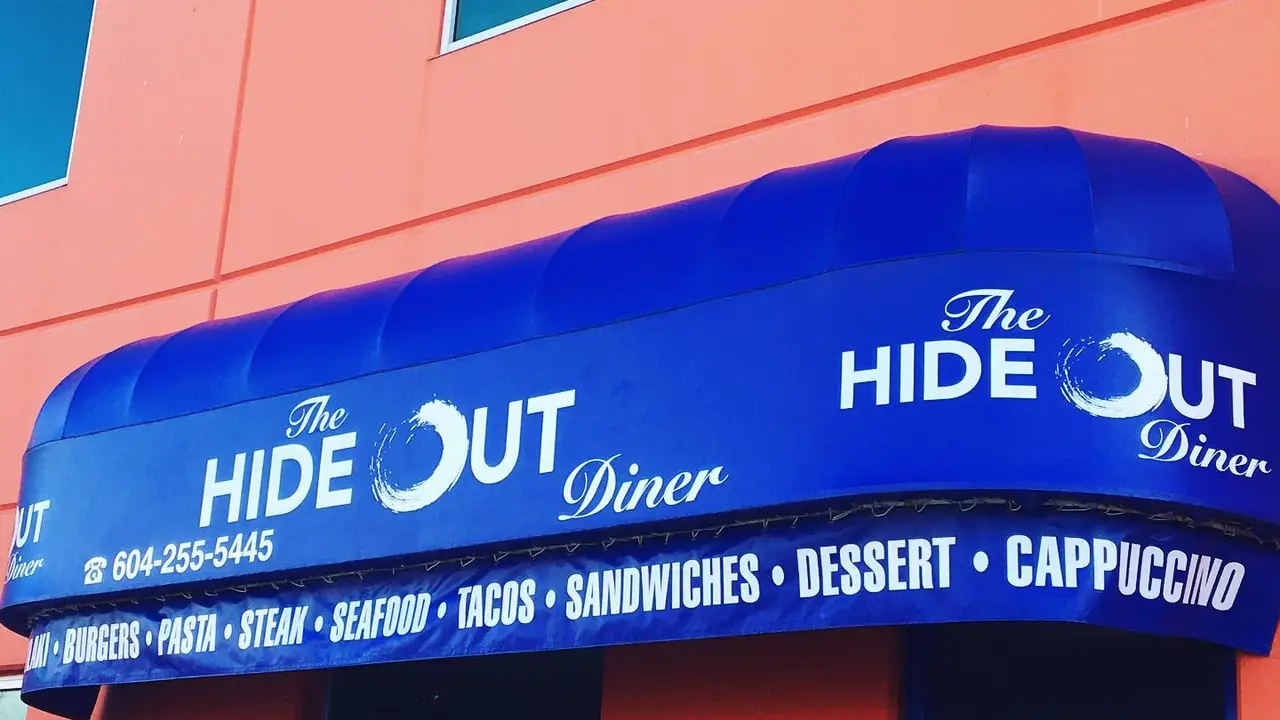 The
HIDE OUT
Diner
The
HIDE OUT
Diner
UT
Diner
☎ 604-255-5445
BURGERS • PASTA • STEAK • SEAFOOD • TACOS • SANDWICHES • DESSERT • CAPPUCCINO